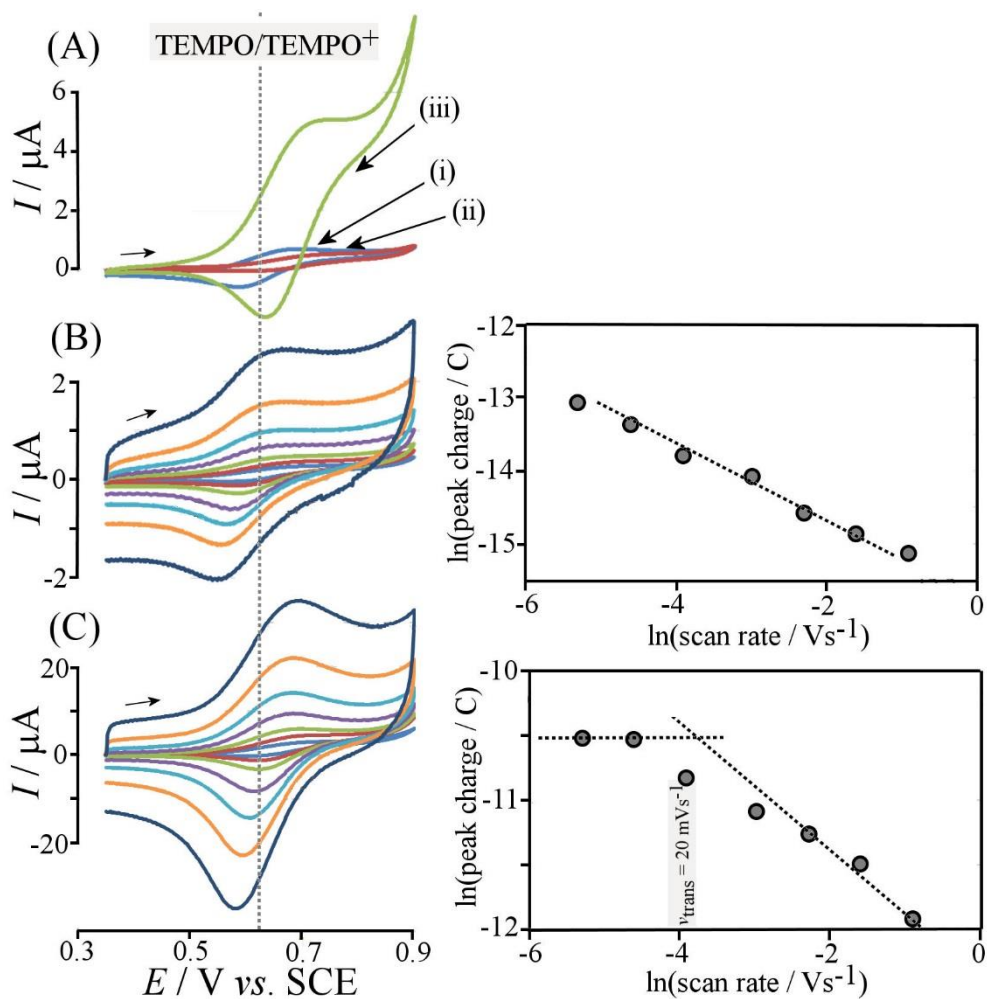 (A)
TEMPO/TEMPO+
6
4
2
0
I / μA
(iii)
(i)
(ii)
(B)
2
0
-2
I / μA
-12
-13
-14
-15
ln(peak charge / C)
-6
-4
-2
0
ln(scan rate / Vs-1)
(C)
20
0
-20
I / μA
0.3
0.5
0.7
0.9
E / V vs. SCE
-10
-11
-12
ln(peak charge / C)
vtrans = 20 mVs-1
-6
-4
-2
0
ln(scan rate / Vs-1)